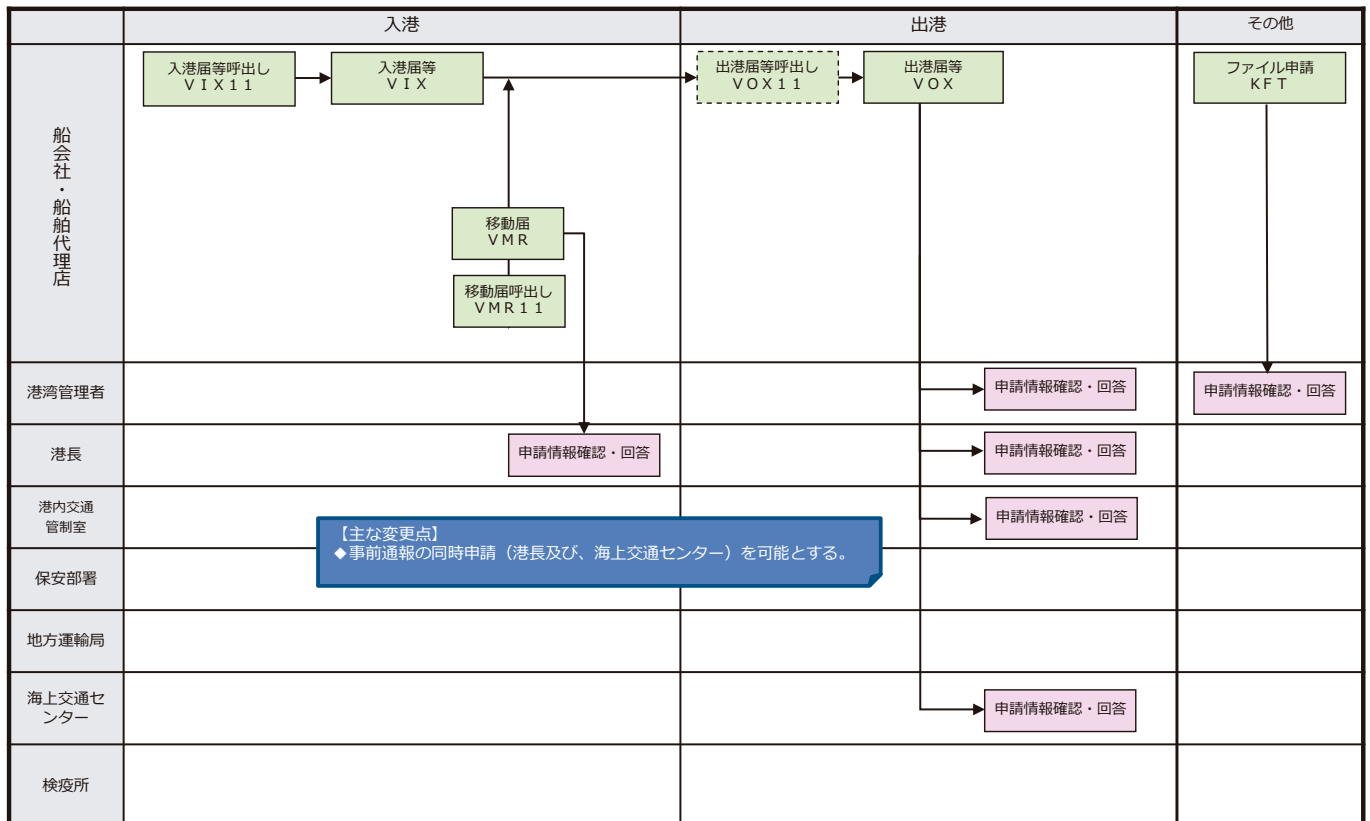 入港
出港
その他
船会社・船舶代理店
入港届等呼出し
ＶＩＸ１１
入港届等
ＶＩＸ
出港届等呼出し
ＶＯＸ１１
出港届等
ＶＯＸ
ファイル申請
ＫＦＴ
移動届
ＶＭＲ
移動届呼出し
ＶＭＲ１１
港湾管理者
申請情報確認・回答
申請情報確認・回答
港長
申請情報確認・回答
申請情報確認・回答
港内交通
管制室
申請情報確認・回答
【主な変更点】
◆事前通報の同時申請（港長及び、海上交通センター）を可能とする。
保安部署
地方運輸局
海上交通セ
ンター
申請情報確認・回答
検疫所